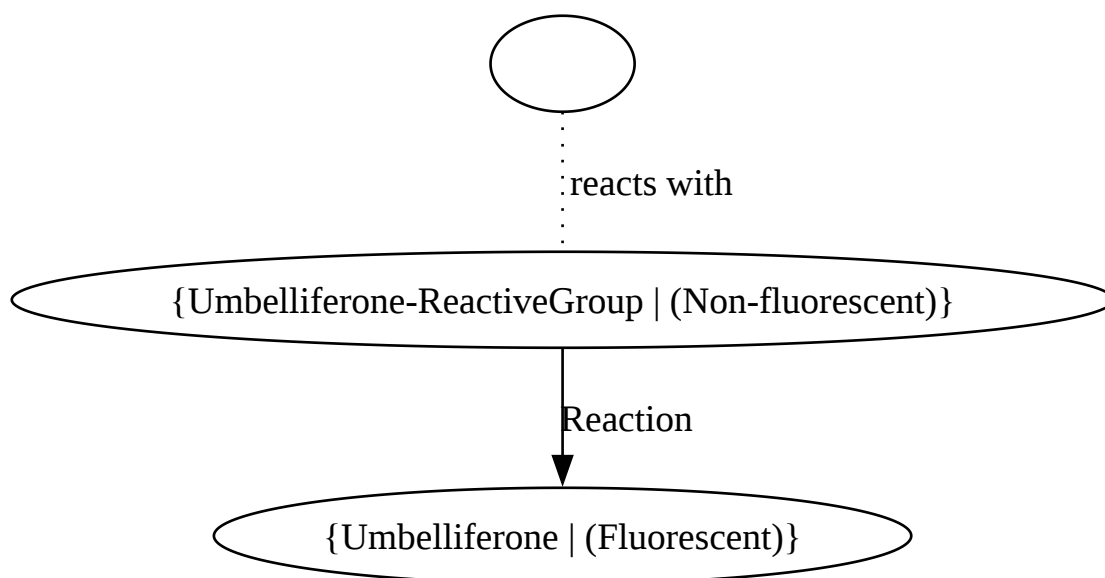 reacts with
{Umbelliferone-ReactiveGroup | (Non-fluorescent)}
Reaction
{Umbelliferone | (Fluorescent)}